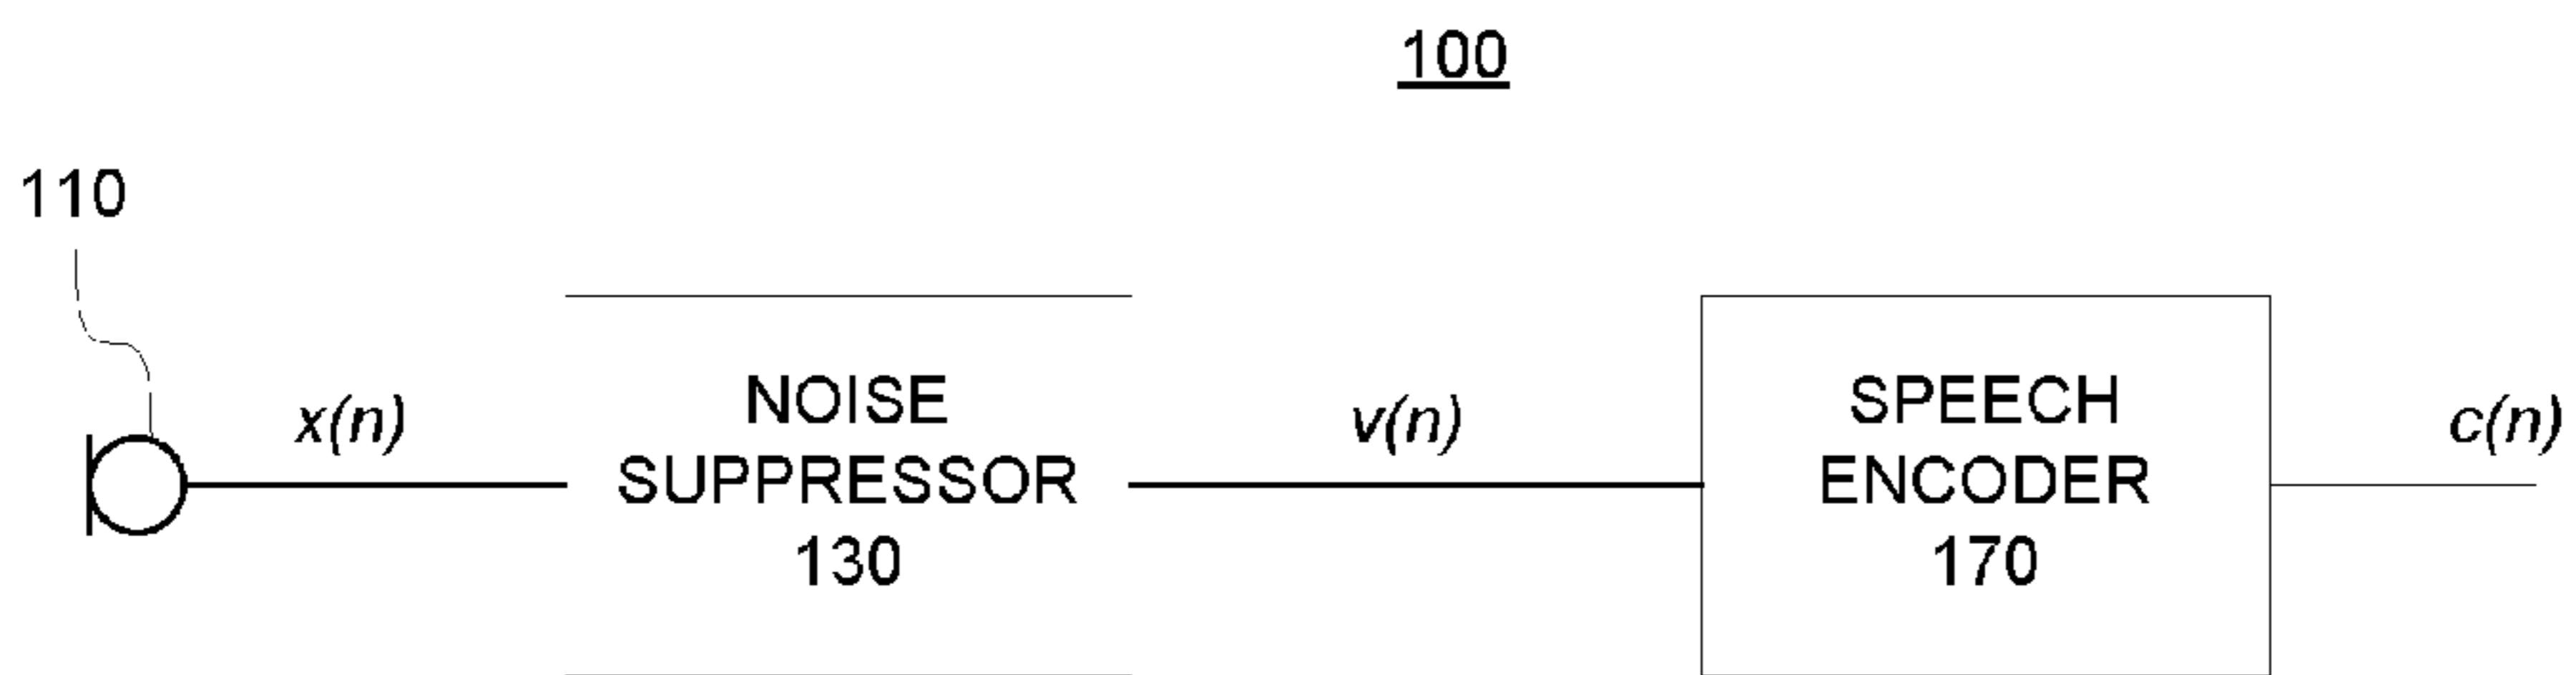 100
110
x(n)
NOISE
SUPPRESSOR
130
v(n)
SPEECH
ENCODER
170
c(n)